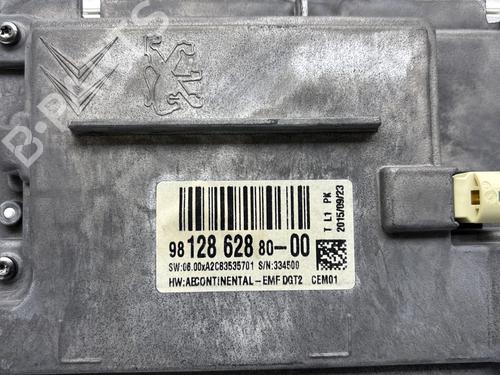 B-PARTS
98 128 628 80-00
SW:06.00xA2C83535701 S/N:334500
HW:AECONTINENTAL-EMF DGT2 CEM01
T L1 PK
2015/09/23